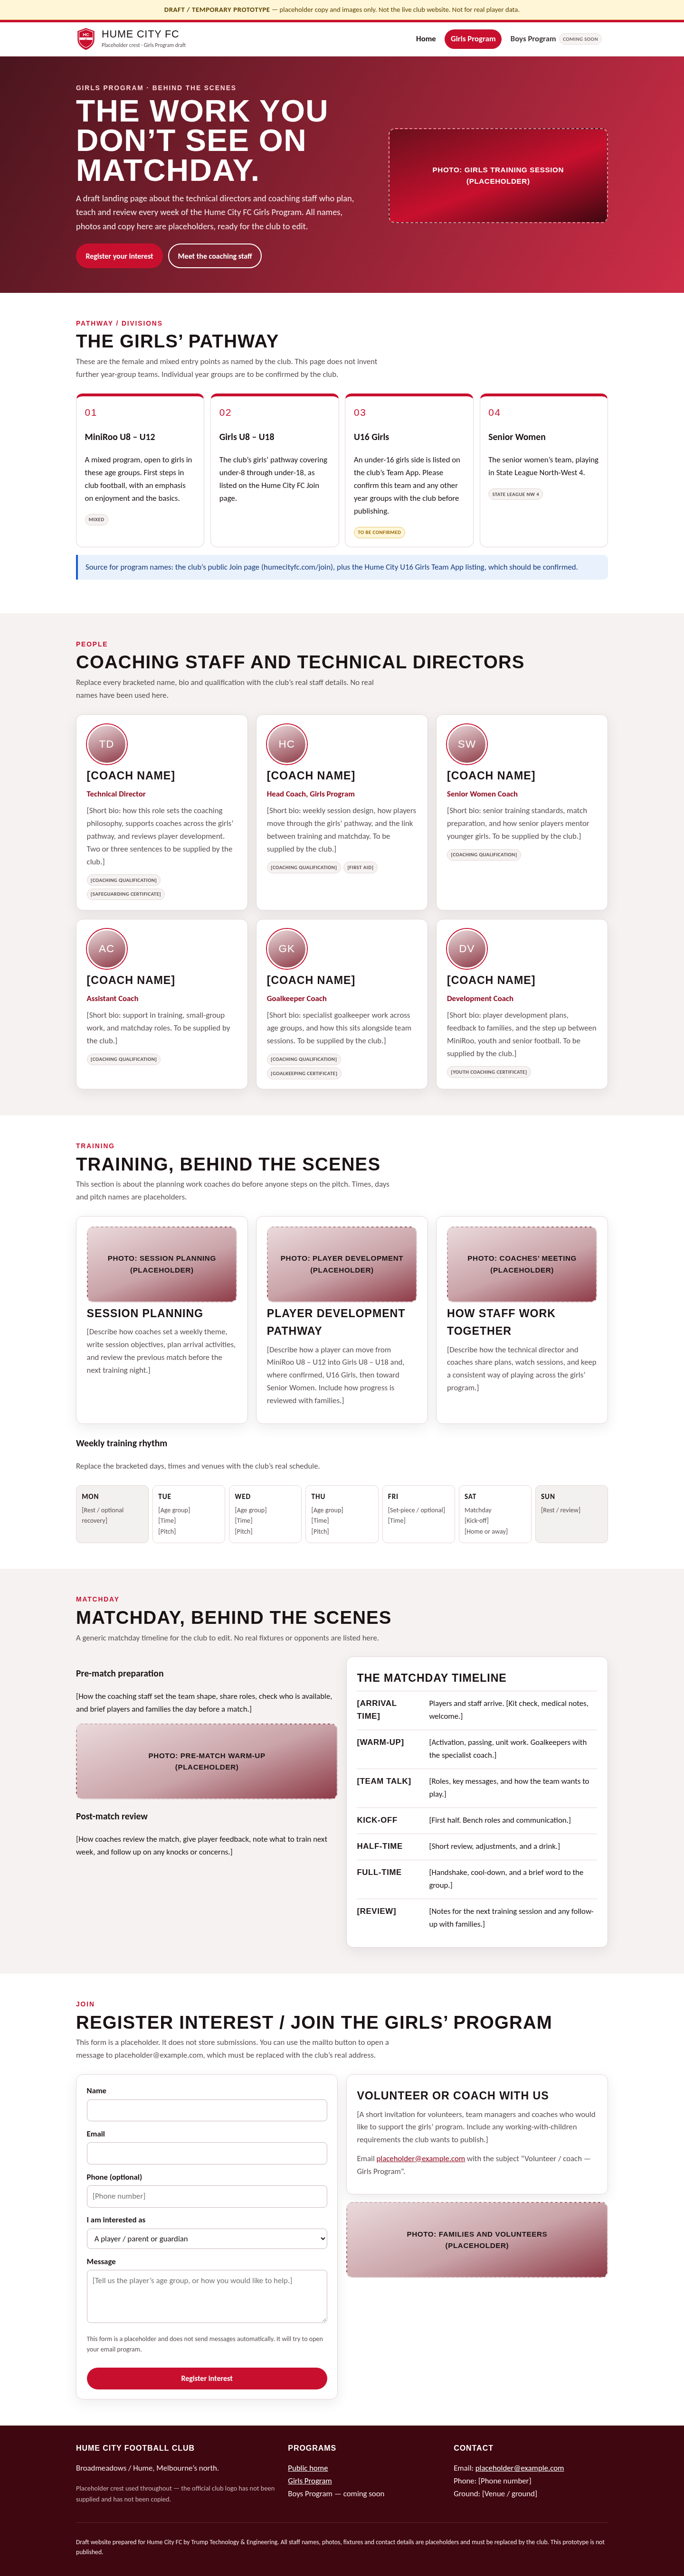 DRAFT / TEMPORARY PROTOTYPE — placeholder copy and images only. Not the live club website. Not for real player data.
HC
HUME CITY FC
Placeholder crest · Girls Program draft
Home
Girls Program
Boys Program
COMING SOON
GIRLS PROGRAM · BEHIND THE SCENES
THE WORK YOU
DON’T SEE ON
MATCHDAY.
A draft landing page about the technical directors and coaching staff who plan,
teach and review every week of the Hume City FC Girls Program. All names,
photos and copy here are placeholders, ready for the club to edit.
Register your interest
Meet the coaching staff
PHOTO: GIRLS TRAINING SESSION
(PLACEHOLDER)
PATHWAY / DIVISIONS
THE GIRLS’ PATHWAY
These are the female and mixed entry points as named by the club. This page does not invent
further year-group teams. Individual year groups are to be confirmed by the club.
01
MiniRoo U8 – U12
A mixed program, open to girls in
these age groups. First steps in
club football, with an emphasis
on enjoyment and the basics.
MIXED
02
Girls U8 – U18
The club’s girls’ pathway covering
under-8 through under-18, as
listed on the Hume City FC Join
page.
03
U16 Girls
An under-16 girls side is listed on
the club’s Team App. Please
confirm this team and any other
year groups with the club before
publishing.
TO BE CONFIRMED
04
Senior Women
The senior women’s team, playing
in State League North-West 4.
STATE LEAGUE NW 4
Source for program names: the club’s public Join page (humecityfc.com/join), plus the Hume City U16 Girls Team App listing, which should be confirmed.
PEOPLE
COACHING STAFF AND TECHNICAL DIRECTORS
Replace every bracketed name, bio and qualification with the club’s real staff details. No real
names have been used here.
TD
[COACH NAME]
Technical Director
[Short bio: how this role sets the coaching
philosophy, supports coaches across the girls’
pathway, and reviews player development.
Two or three sentences to be supplied by the
club.]
[COACHING QUALIFICATION]
[SAFEGUARDING CERTIFICATE]
HC
[COACH NAME]
Head Coach, Girls Program
[Short bio: weekly session design, how players
move through the girls’ pathway, and the link
between training and matchday. To be
supplied by the club.]
[COACHING QUALIFICATION]
[FIRST AID]
SW
[COACH NAME]
Senior Women Coach
[Short bio: senior training standards, match
preparation, and how senior players mentor
younger girls. To be supplied by the club.]
[COACHING QUALIFICATION]
AC
[COACH NAME]
Assistant Coach
[Short bio: support in training, small-group
work, and matchday roles. To be supplied by
the club.]
[COACHING QUALIFICATION]
GK
[COACH NAME]
Goalkeeper Coach
[Short bio: specialist goalkeeper work across
age groups, and how this sits alongside team
sessions. To be supplied by the club.]
[COACHING QUALIFICATION]
[GOALKEEPING CERTIFICATE]
DV
[COACH NAME]
Development Coach
[Short bio: player development plans,
feedback to families, and the step up between
MiniRoo, youth and senior football. To be
supplied by the club.]
[YOUTH COACHING CERTIFICATE]
TRAINING
TRAINING, BEHIND THE SCENES
This section is about the planning work coaches do before anyone steps on the pitch. Times, days
and pitch names are placeholders.
PHOTO: SESSION PLANNING
(PLACEHOLDER)
SESSION PLANNING
[Describe how coaches set a weekly theme,
write session objectives, plan arrival activities,
and review the previous match before the
next training night.]
PHOTO: PLAYER DEVELOPMENT
(PLACEHOLDER)
PLAYER DEVELOPMENT
PATHWAY
[Describe how a player can move from
MiniRoo U8 – U12 into Girls U8 – U18 and,
where confirmed, U16 Girls, then toward
Senior Women. Include how progress is
reviewed with families.]
PHOTO: COACHES’ MEETING
(PLACEHOLDER)
HOW STAFF WORK
TOGETHER
[Describe how the technical director and
coaches share plans, watch sessions, and keep
a consistent way of playing across the girls’
program.]
Weekly training rhythm
Replace the bracketed days, times and venues with the club’s real schedule.
MON
[Rest / optional
recovery]
TUE
[Age group]
[Time]
[Pitch]
WED
[Age group]
[Time]
[Pitch]
THU
[Age group]
[Time]
[Pitch]
FRI
[Set-piece / optional]
[Time]
SAT
Matchday
[Kick-off]
[Home or away]
SUN
[Rest / review]
MATCHDAY
MATCHDAY, BEHIND THE SCENES
A generic matchday timeline for the club to edit. No real fixtures or opponents are listed here.
Pre-match preparation
[How the coaching staff set the team shape, share roles, check who is available,
and brief players and families the day before a match.]
PHOTO: PRE-MATCH WARM-UP
(PLACEHOLDER)
Post-match review
[How coaches review the match, give player feedback, note what to train next
week, and follow up on any knocks or concerns.]
THE MATCHDAY TIMELINE
[ARRIVAL
TIME]
Players and staff arrive. [Kit check, medical notes,
welcome.]
[WARM-UP]
[Activation, passing, unit work. Goalkeepers with
the specialist coach.]
[TEAM TALK]
[Roles, key messages, and how the team wants to
play.]
KICK-OFF
[First half. Bench roles and communication.]
HALF-TIME
[Short review, adjustments, and a drink.]
FULL-TIME
[Handshake, cool-down, and a brief word to the
group.]
[REVIEW]
[Notes for the next training session and any follow-
up with families.]
JOIN
REGISTER INTEREST / JOIN THE GIRLS’ PROGRAM
This form is a placeholder. It does not store submissions. You can use the mailto button to open a
message to placeholder@example.com, which must be replaced with the club’s real address.
Name
Email
Phone (optional)
[Phone number]
I am interested as
A player / parent or guardian
Message
[Tell us the player’s age group, or how you would like to help.]
This form is a placeholder and does not send messages automatically. It will try to open
your email program.
Register interest
VOLUNTEER OR COACH WITH US
[A short invitation for volunteers, team managers and coaches who would
like to support the girls’ program. Include any working-with-children
requirements the club wants to publish.]
Email placeholder@example.com with the subject “Volunteer / coach —
Girls Program”.
PHOTO: FAMILIES AND VOLUNTEERS
(PLACEHOLDER)
HUME CITY FOOTBALL CLUB
Broadmeadows / Hume, Melbourne’s north.
Placeholder crest used throughout — the official club logo has not been
supplied and has not been copied.
PROGRAMS
Public home
Girls Program
Boys Program — coming soon
CONTACT
Email: placeholder@example.com
Phone: [Phone number]
Ground: [Venue / ground]
Draft website prepared for Hume City FC by Trump Technology & Engineering. All staff names, photos, fixtures and contact details are placeholders and must be replaced by the club. This prototype is not
published.